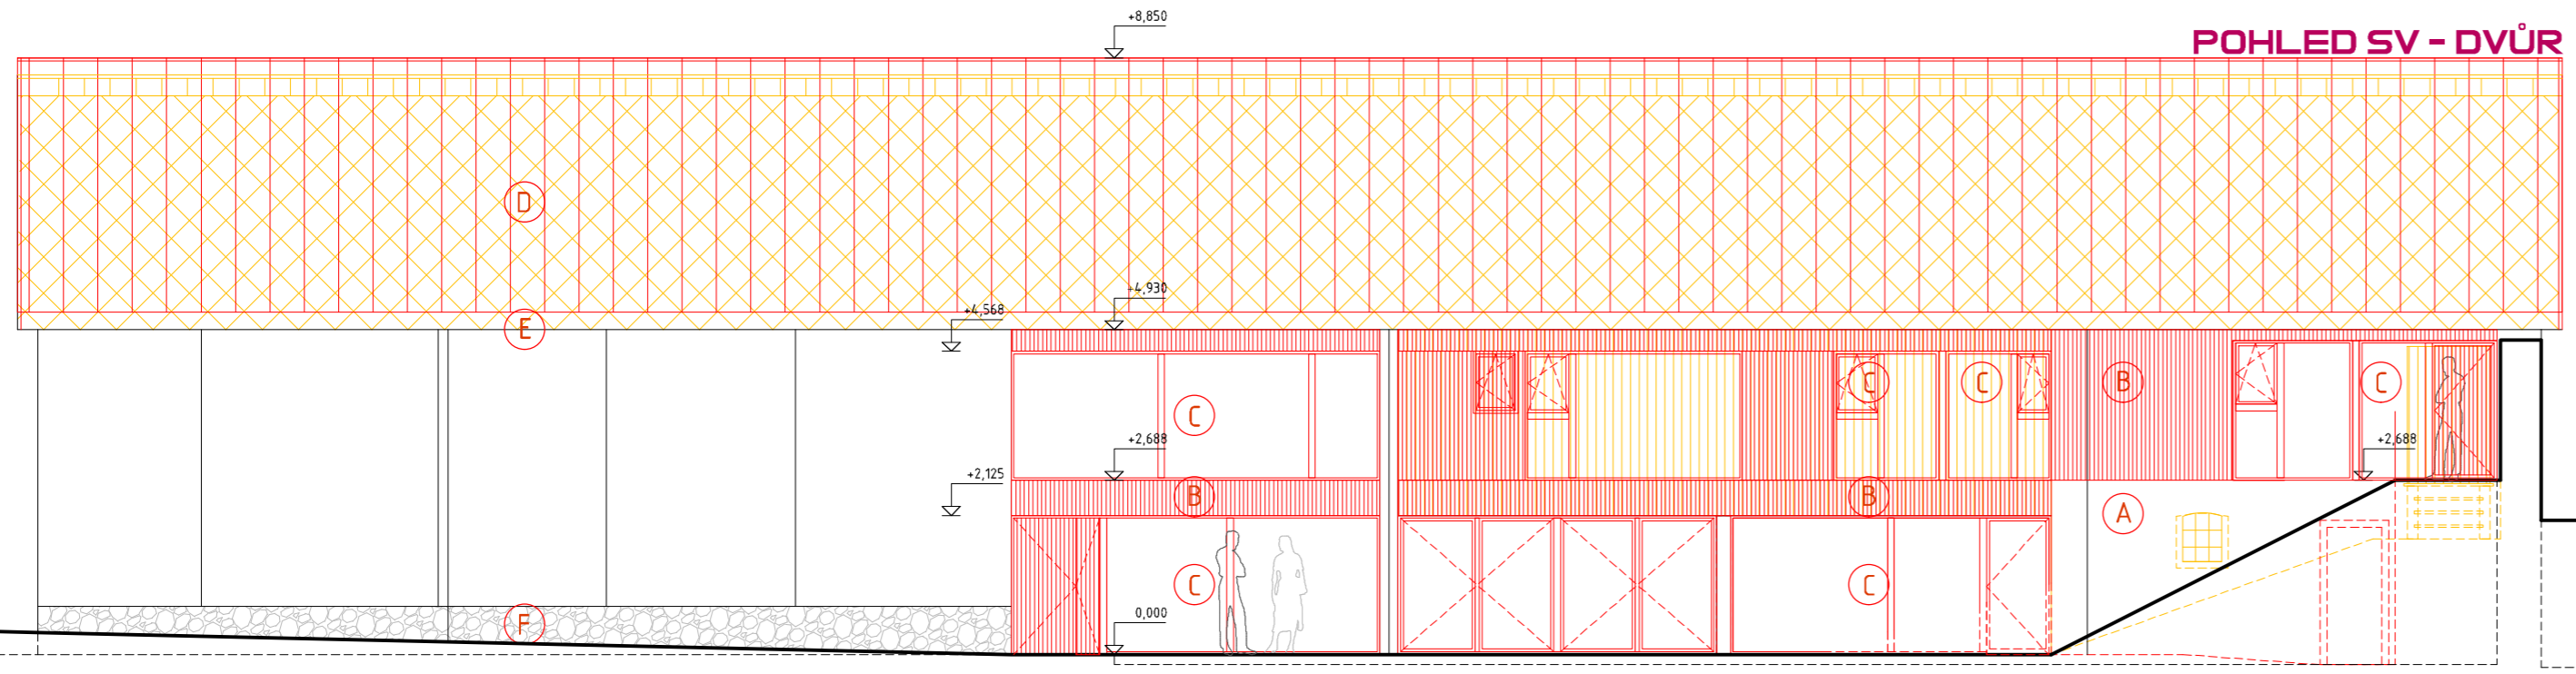 +8,850
POHLED SV - DVŮR
D
+4,930
+4,568
E
C
C
B
C
C
+2,688
+2,688
+2,125
B
B
A
C
C
0,000
F